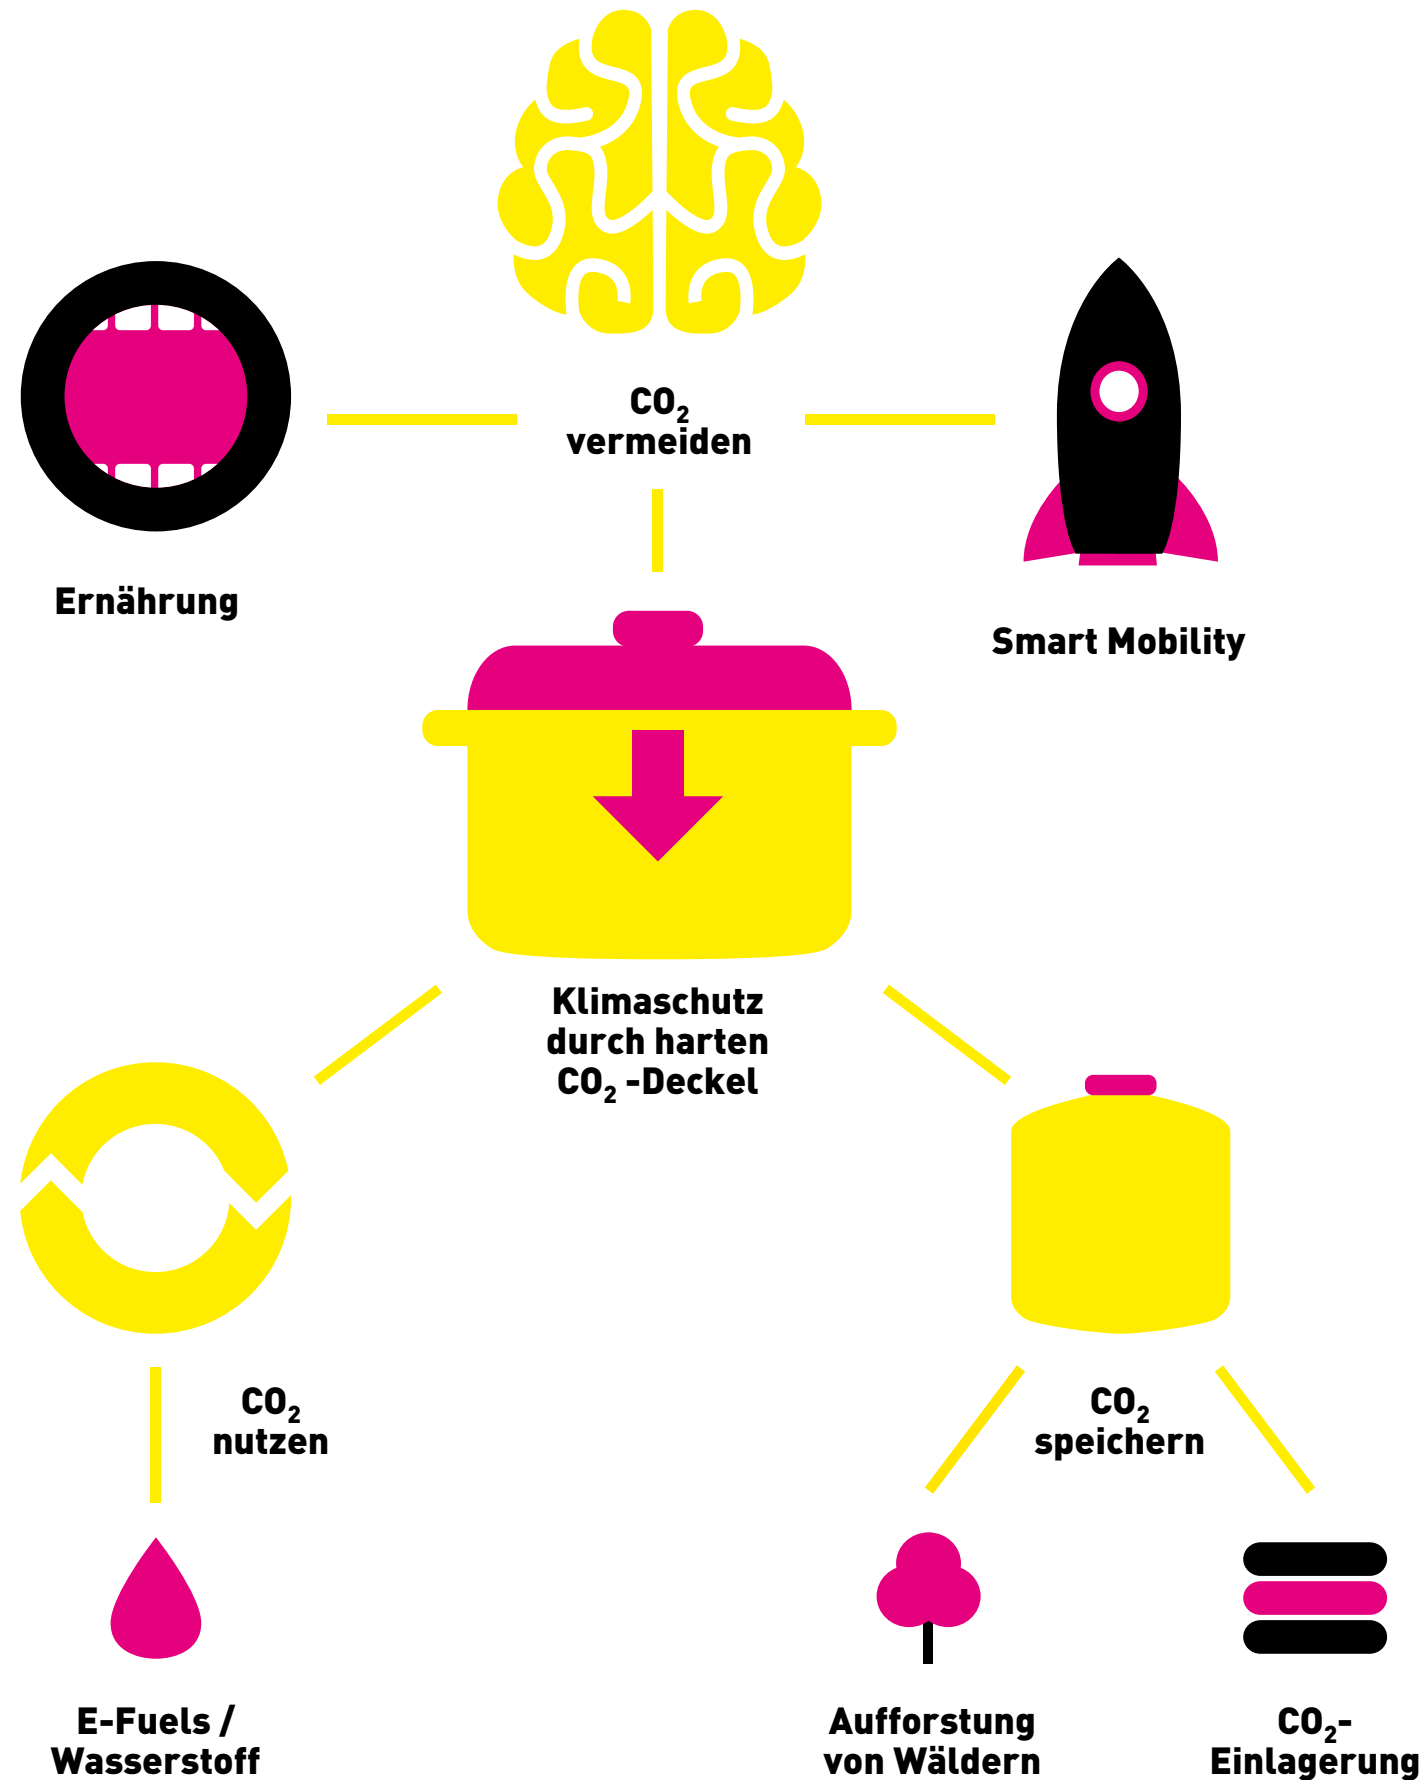 CO₂
vermeiden
Ernährung
Smart Mobility
Klimaschutz
durch harten
CO₂ -Deckel
CO₂
nutzen
CO₂
speichern
E-Fuels /
Wasserstoff
Aufforstung
von Wäldern
CO₂-
Einlagerung